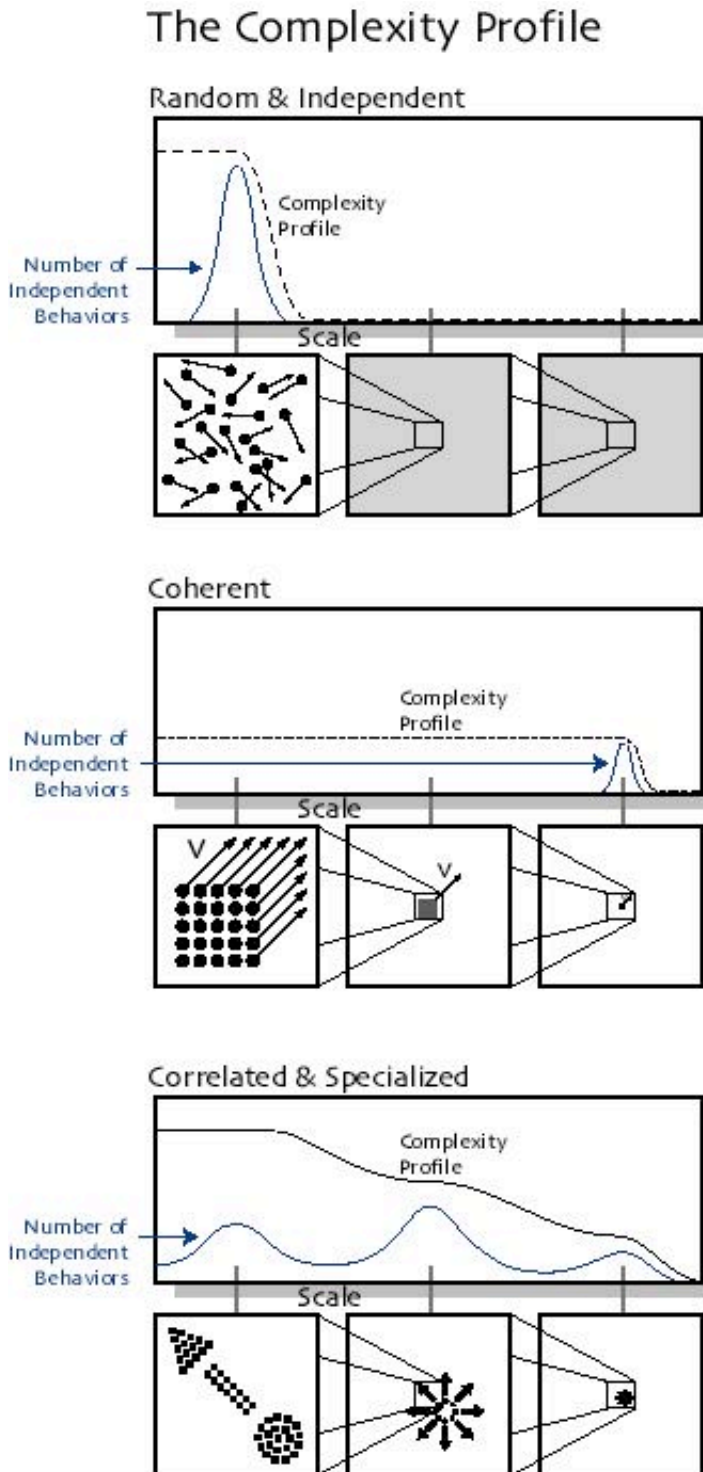 The Complexity Profile
Random & Independent
Complexity
Profile
Number of
Independent
Behaviors
Scale
Coherent
Complexity
Profile
Number of
Independent
Behaviors
Scale
V
V
Correlated & Specialized
Complexity
Profile
Number of
Independent
Behaviors
Scale